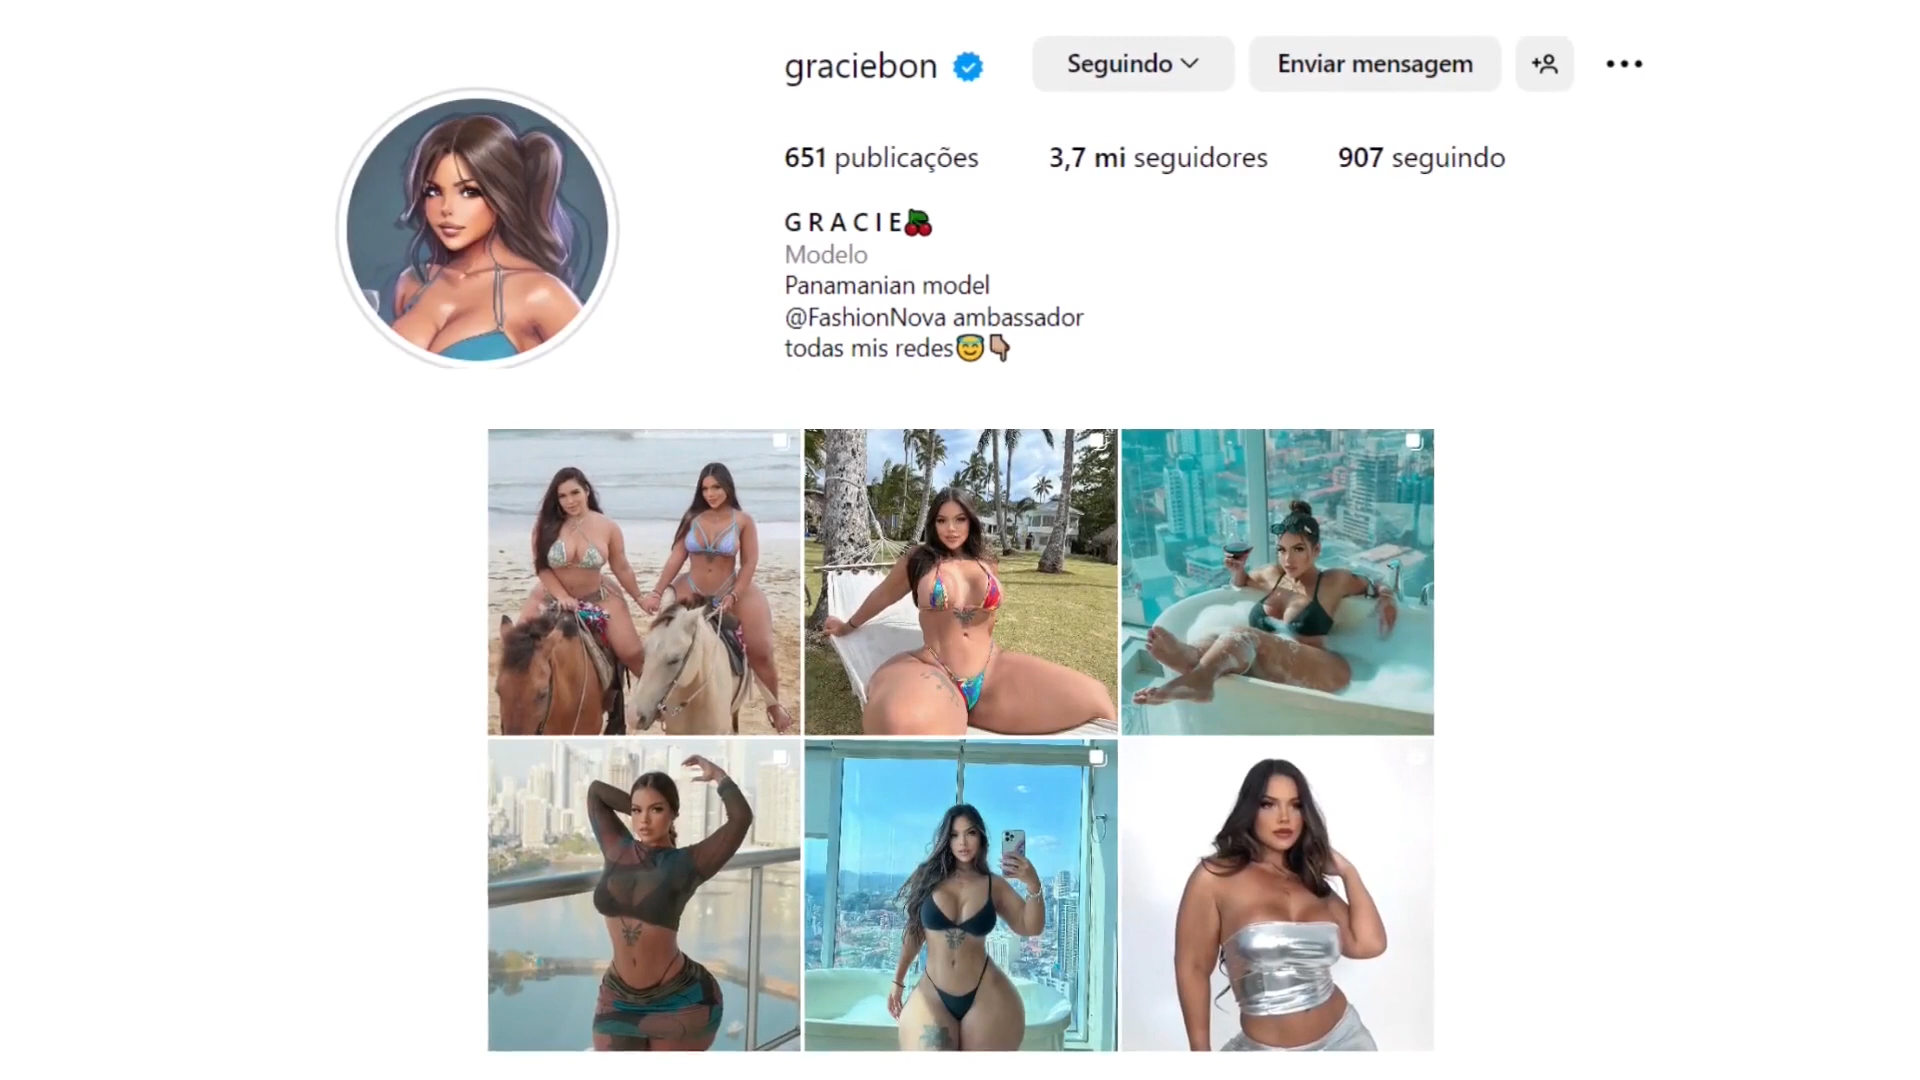 graciebon
Seguindo
Enviar mensagem
651 publicações
3,7 mi seguidores
907 seguindo
G R A C I E🍒
Modelo
Panamanian model
@FashionNova ambassador
todas mis redes😇👇🏽